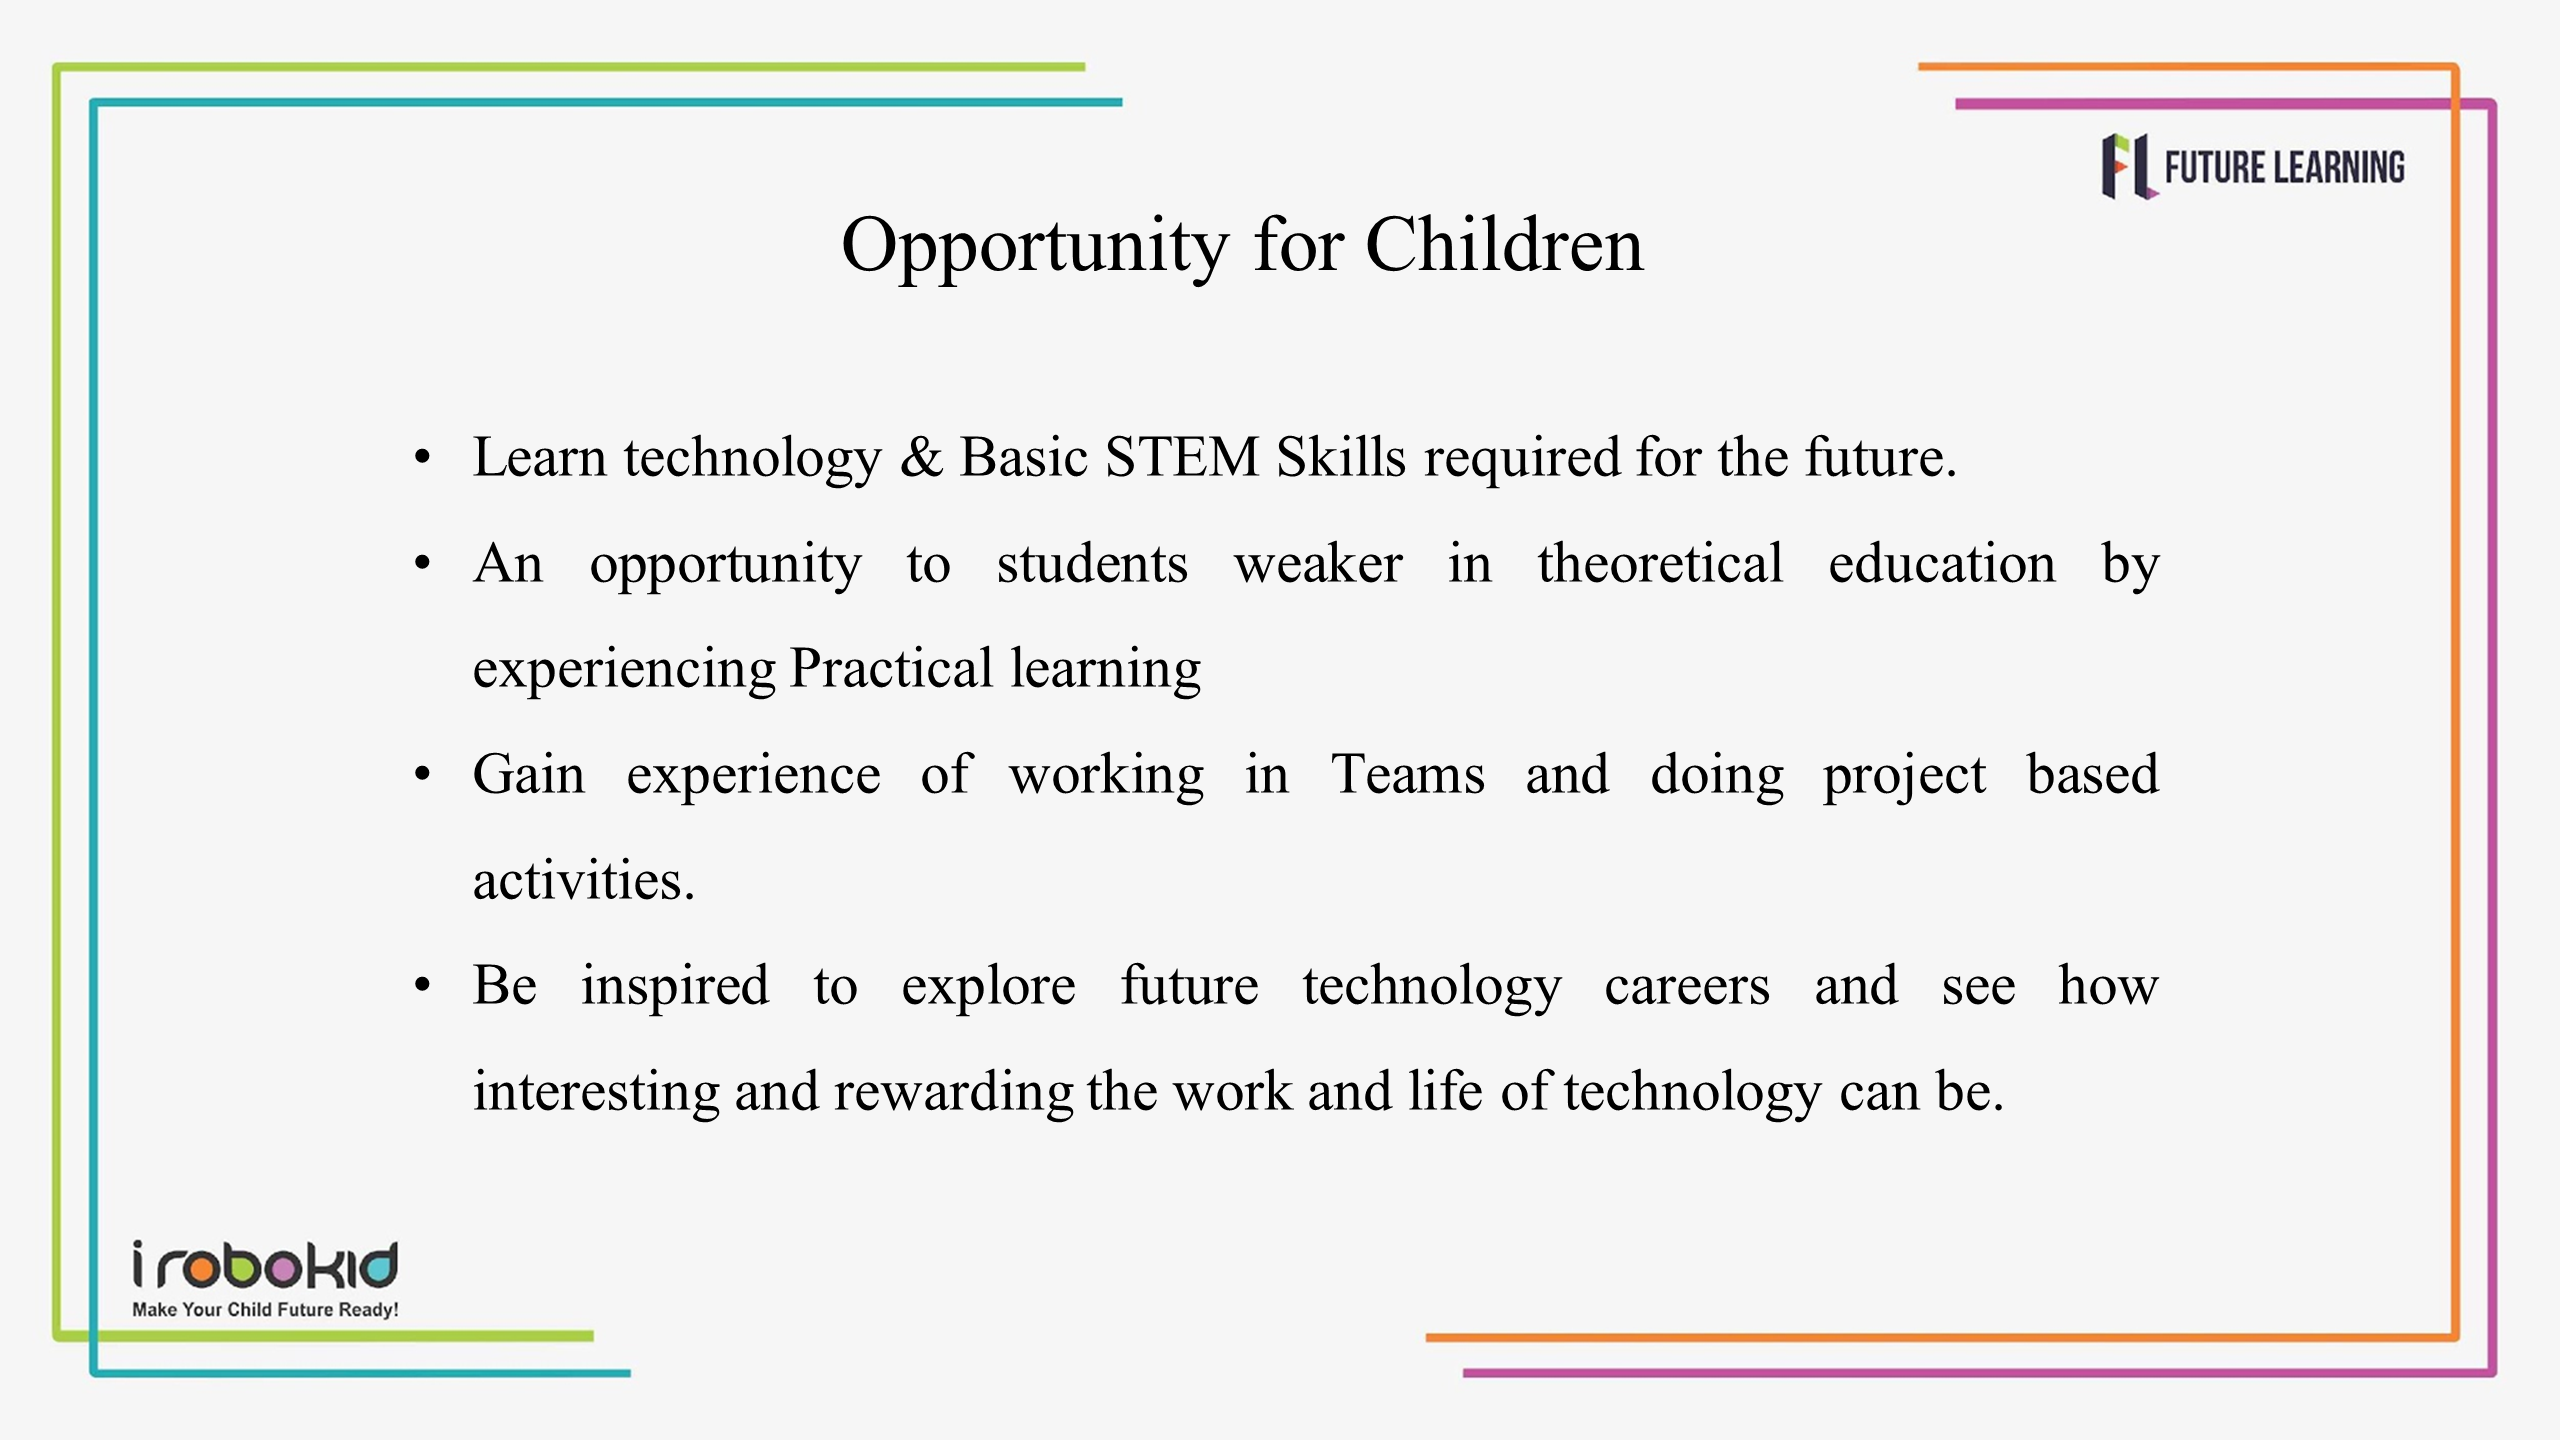 FUTURE LEARNING
Opportunity for Children
• Learn technology & Basic STEM Skills required for the future.
• An opportunity to students weaker in theoretical education by
experiencing Practical learning
• Gain experience of working in Teams and doing project based
activities.
• Be inspired to explore future technology careers and see how
interesting and rewarding the work and life of technology can be.
i robokid
Make Your Child Future Ready!